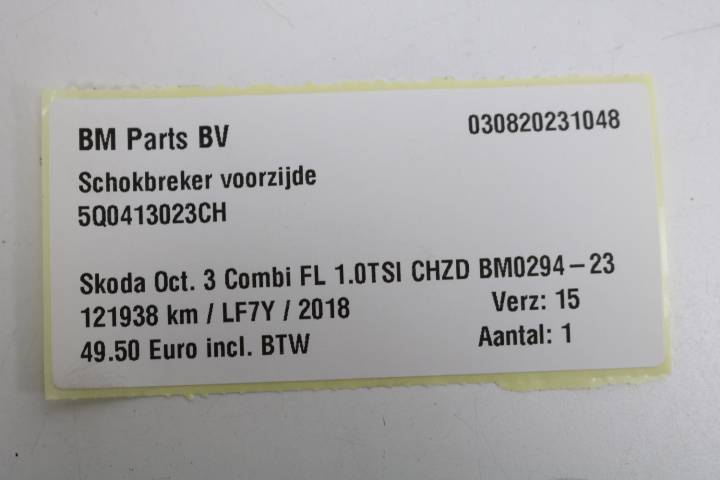 BM Parts BV 030820231048
Schokbreker voorzijde
5Q0413023CH
Skoda Oct. 3 Combi FL 1.0TSI CHZD BM0294-23
121938 km / LF7Y / 2018 Verz: 15
49.50 Euro incl. BTW Aantal: 1